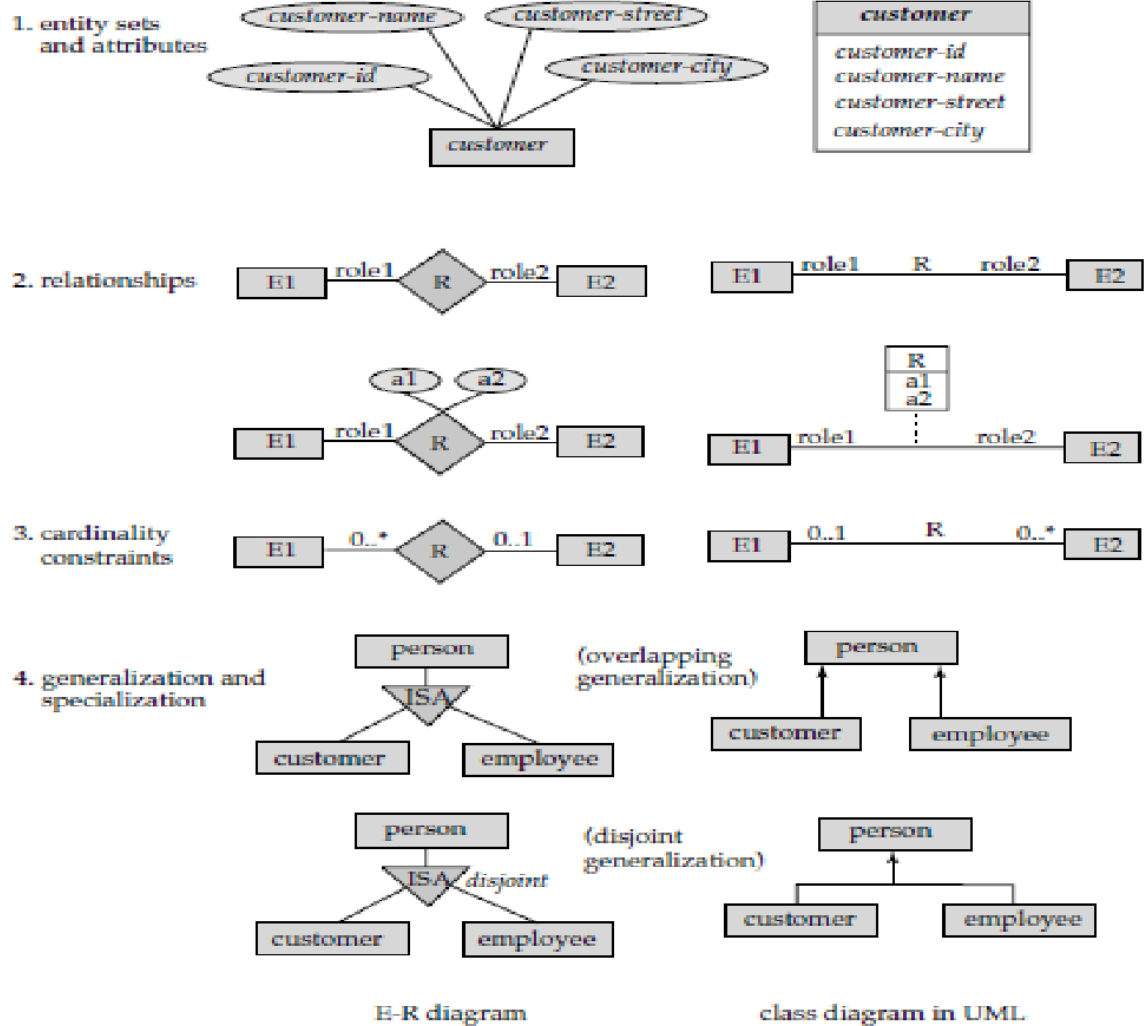 1. entity sets
and attributes
customer-name
customer-street
customer-id
customer-city
customer
customer
customer-id
customer-name
customer-street
customer-city
2. relationships
E1 role1 R role2 E2
E1 role1 R role2 E2
a1 a2
E1 role1 R role2 E2
R
a1
a2
E1 role1 role2 E2
3. cardinality
constraints
E1 0..* R 0..1 E2
E1 0..1 R 0..* E2
4. generalization and
specialization
person
ISA
customer employee
(overlapping
generalization)
person
customer employee
person
ISA disjoint
customer employee
(disjoint
generalization)
person
customer employee
E-R diagram
class diagram in UML